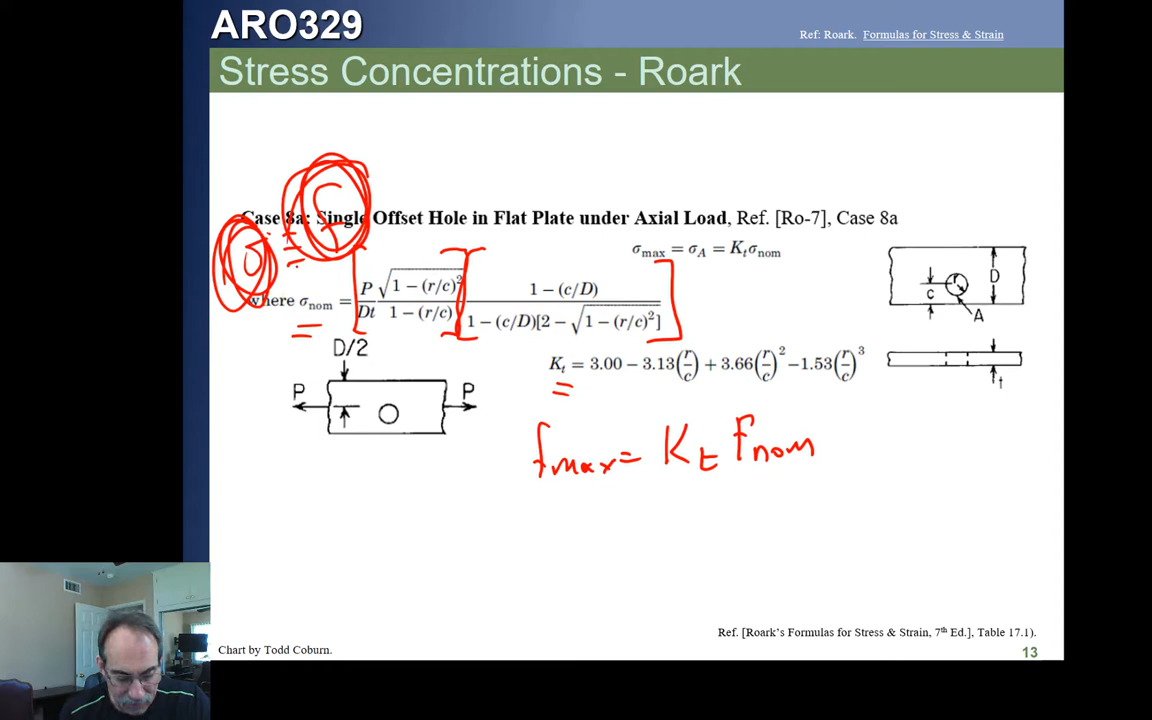 ARO329
Ref: Roark. Formulas for Stress & Strain
Stress Concentrations - Roark
σ = f
Case 8a: Single Offset Hole in Flat Plate under Axial Load, Ref. [Ro-7], Case 8a
σmax = σA = Ktσnom
where σnom = P/Dt √1 − (r/c)² / 1 − (r/c) 1 − (c/D) / 1 − (c/D)[2 − √1 − (r/c)²]
r
D
c
A
D/2
Kt = 3.00 − 3.13(r/c) + 3.66(r/c)² −1.53(r/c)³
t
P
P
fmax = Kt fnom
Ref. [Roark's Formulas for Stress & Strain, 7th Ed.], Table 17.1).
Chart by Todd Coburn.
13